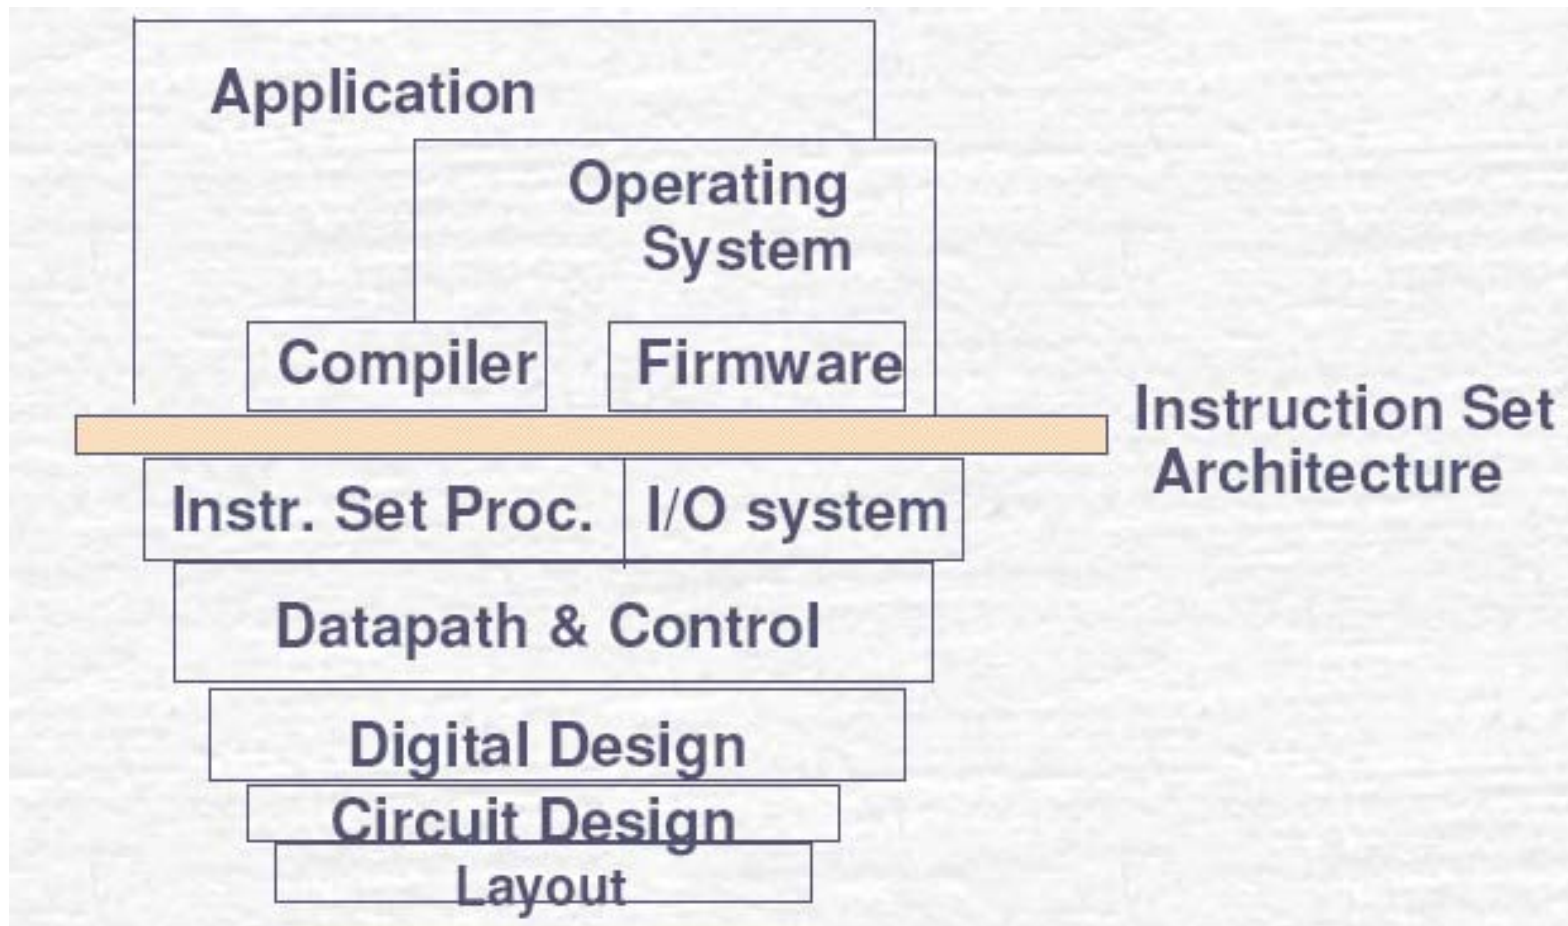 Application
Operating
System
Compiler
Firmware
Instruction Set
Architecture
Instr. Set Proc.
I/O system
Datapath & Control
Digital Design
Circuit Design
Layout